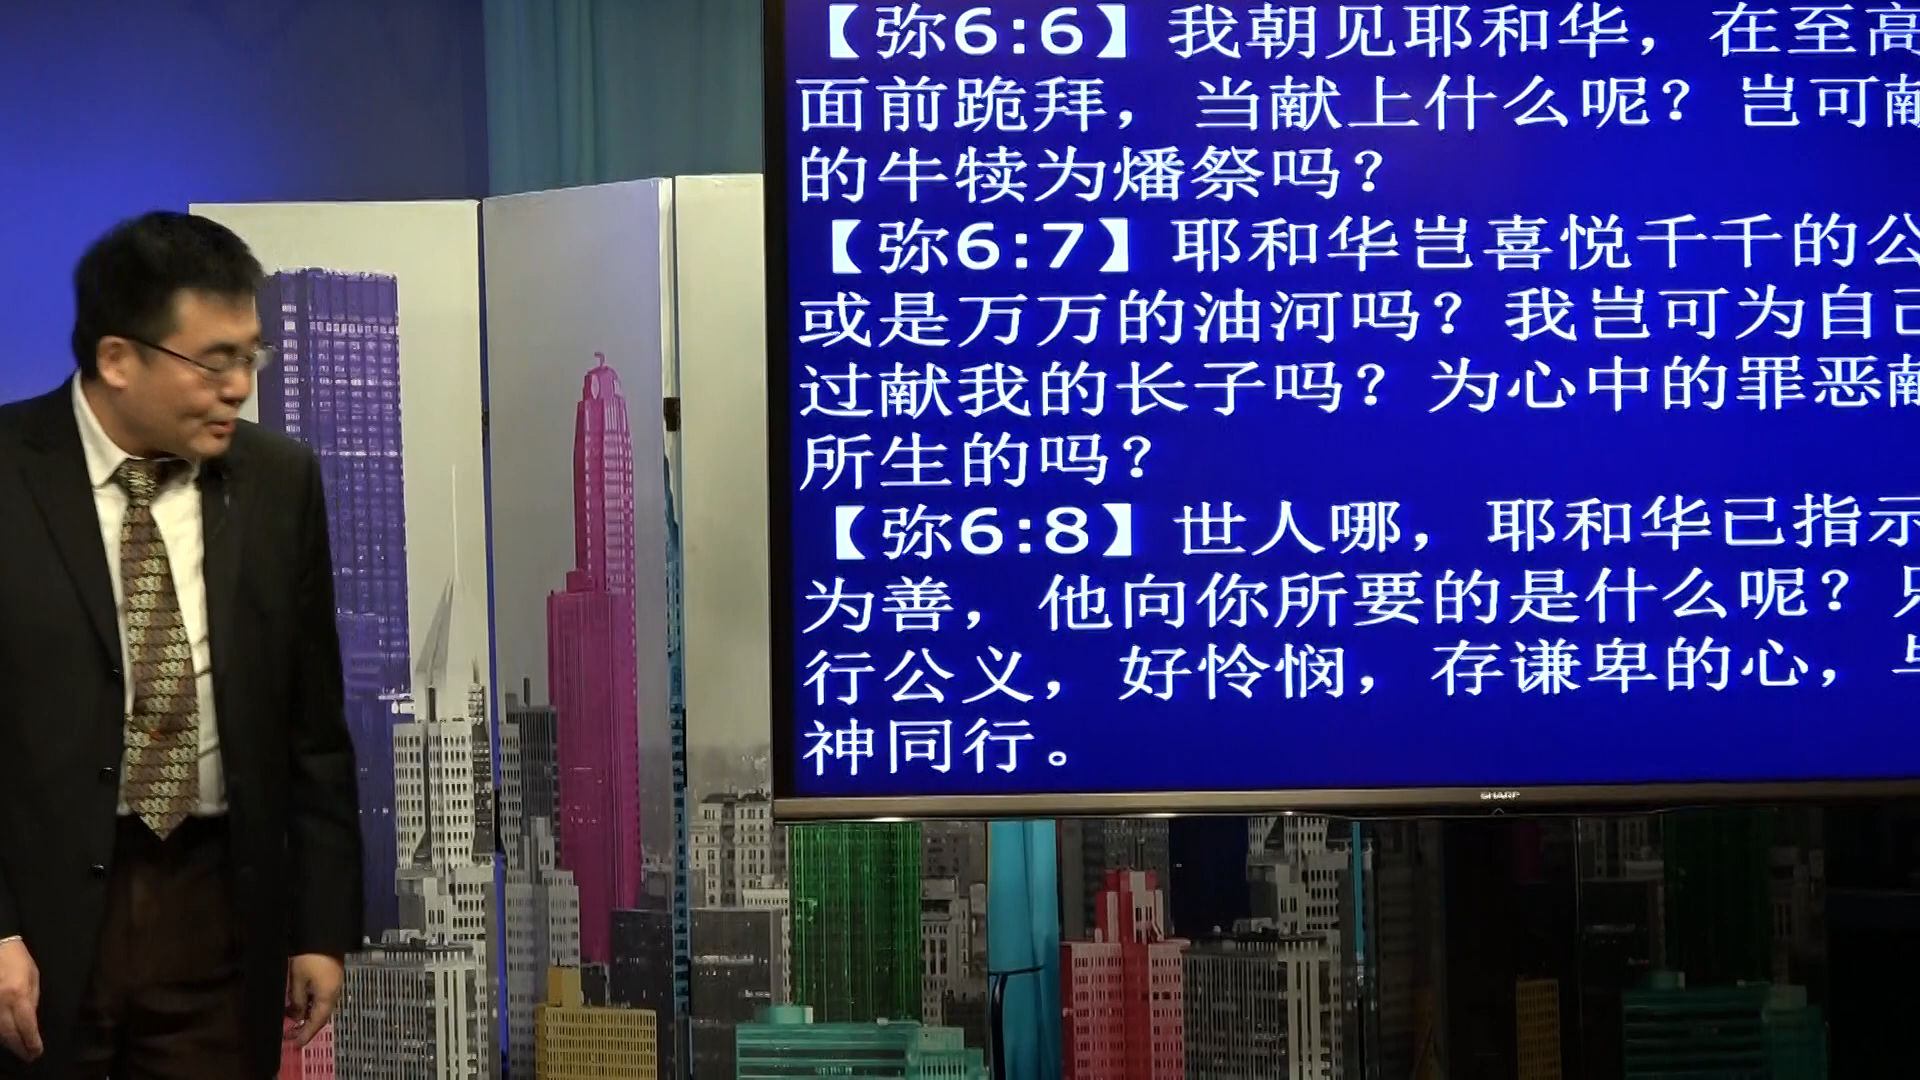 【弥6:6】我朝见耶和华，在至高
面前跪拜，当献上什么呢？岂可献
的牛犊为燔祭吗？
【弥6:7】耶和华岂喜悦千千的公
或是万万的油河吗？我岂可为自己
过献我的长子吗？为心中的罪恶献
所生的吗？
【弥6:8】世人哪，耶和华已指示
为善，他向你所要的是什么呢？只
行公义，好怜悯，存谦卑的心，与
神同行。
SHARP